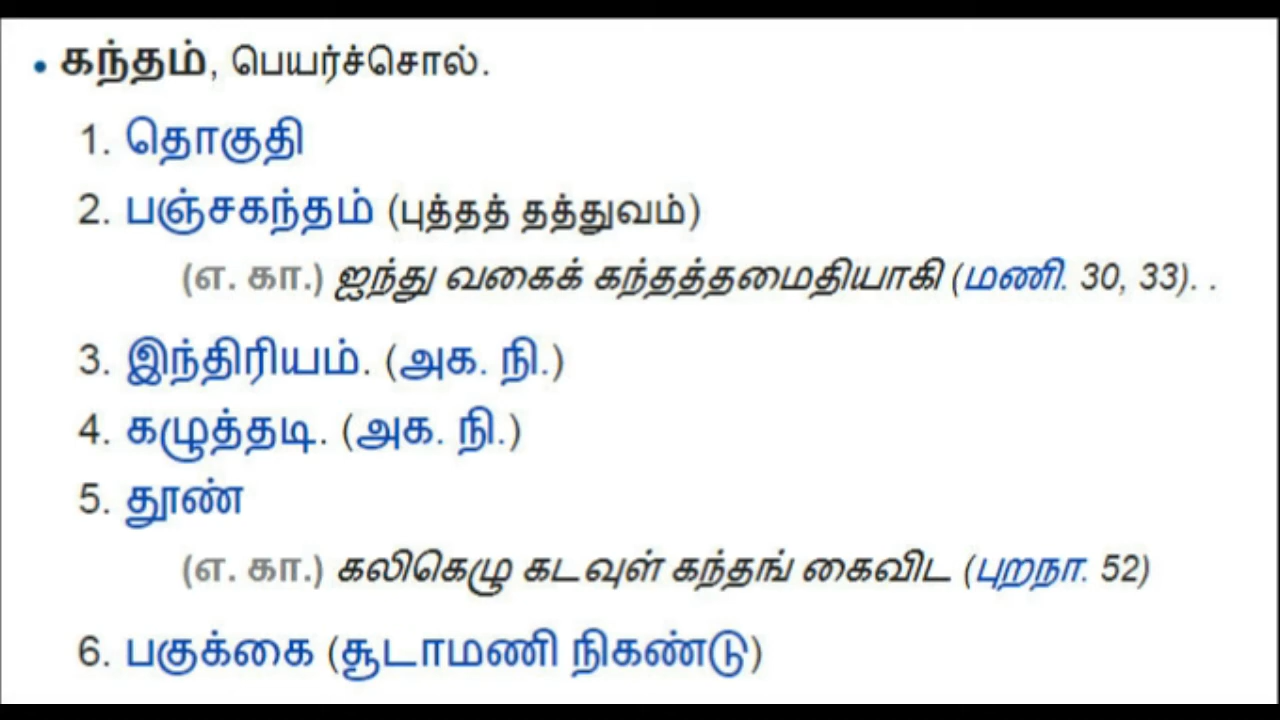 • கந்தம், பெயர்ச்சொல்.
1. தொகுதி
2. பஞ்சகந்தம் (புத்தத் தத்துவம்)
(எ. கா.) ஐந்து வகைக் கந்தத்தமைதியாகி (மணி. 30, 33). .
3. இந்திரியம். (அக. நி.)
4. கழுத்தடி. (அக. நி.)
5. தூண்
(எ. கா.) கலிகெழு கடவுள் கந்தங் கைவிட (புறநா. 52)
6. பகுக்கை (சூடாமணி நிகண்டு)